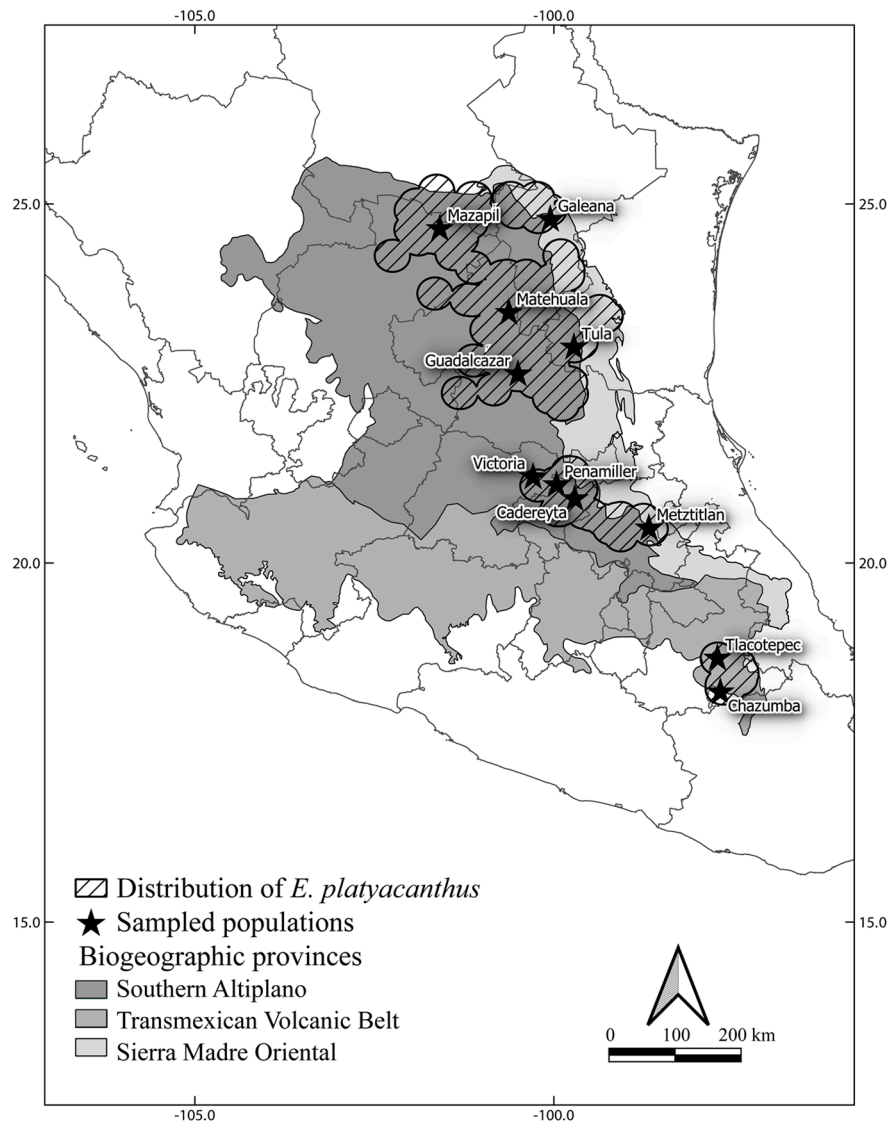 -105.0
-100.0
25.0
25.0
Galeana
Mazapíl
Matehuala
Tula
Guadalcazar
Victoria
Penamiller
Cadereyta
Metztitlan
20.0
20.0
Tlacotepec
Chazumba
Distribution of E. platyacanthus
Sampled populations
Biogeographic provinces
Southern Altiplano
Transmexican Volcanic Belt
Sierra Madre Oriental
15.0
15.0
0 100 200 km
-105.0
-100.0